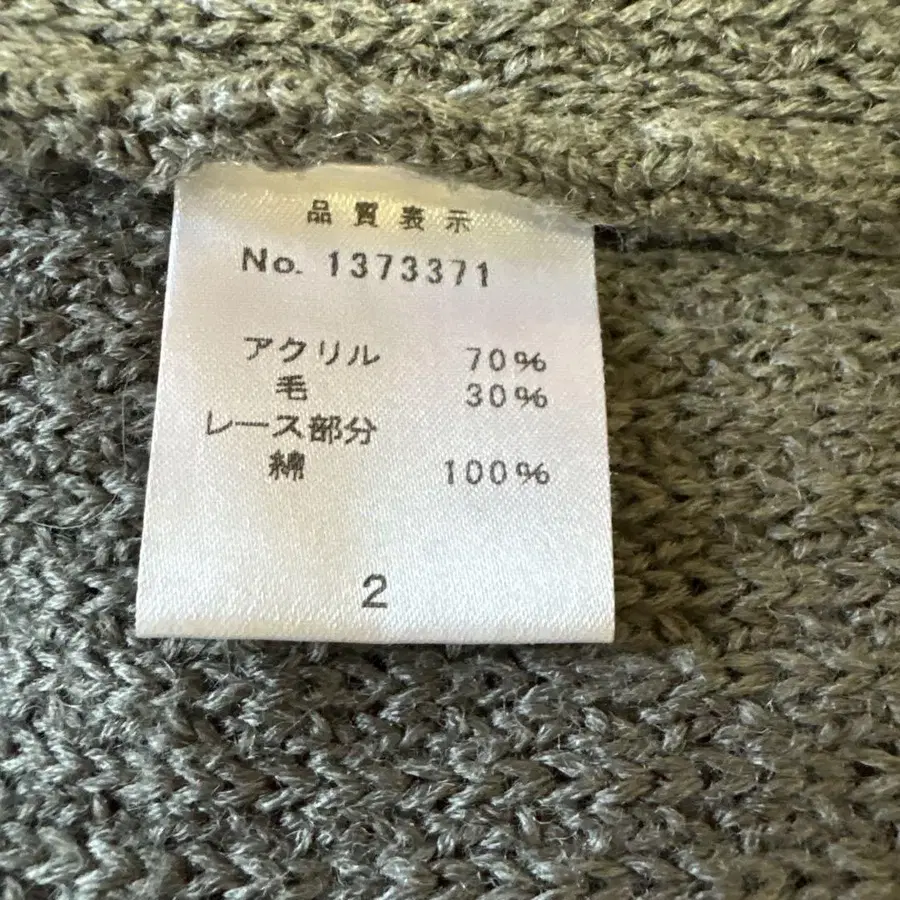 品質表示
No. 1373371
アクリル 70%
毛 30%
レース部分
綿 100%
2